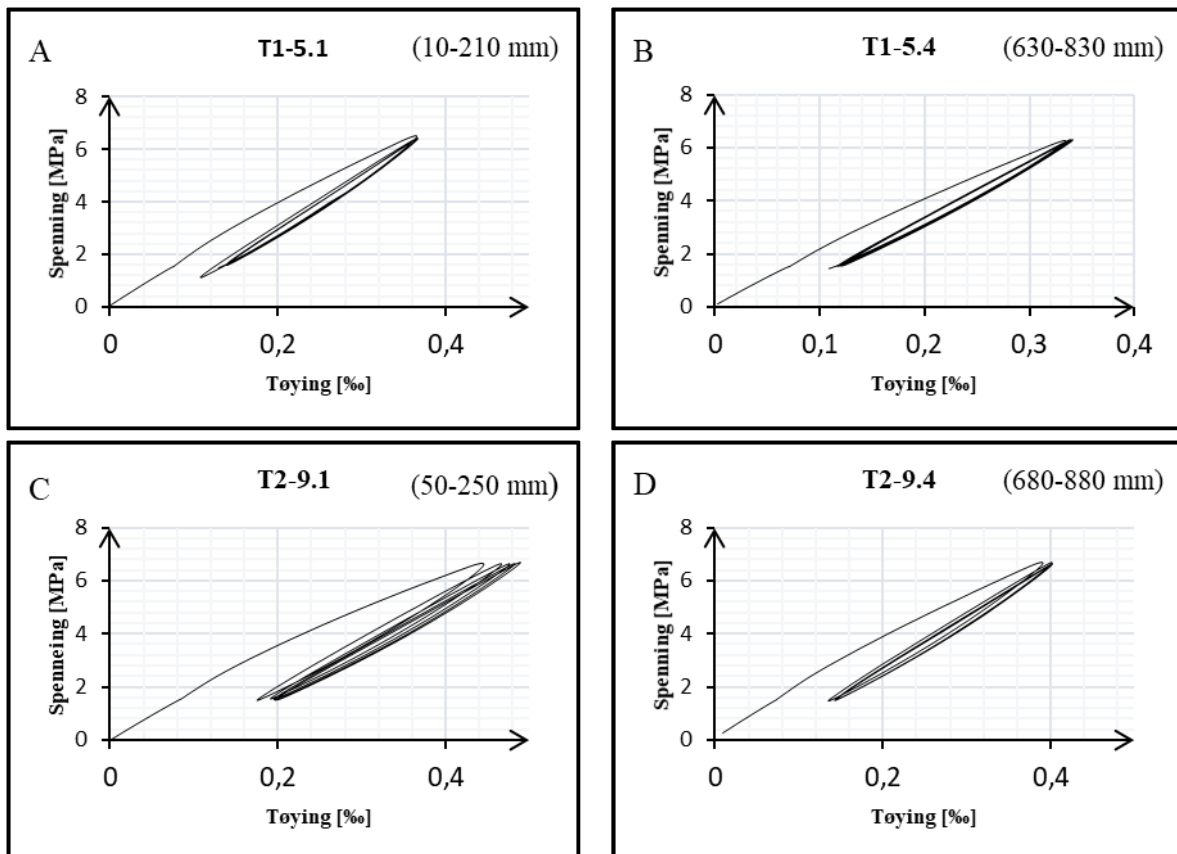 A T1-5.1 (10-210 mm)
8
6
4
2
0
Spenning [MPa]
0 0,2 0,4
Tøying [‰]
B T1-5.4 (630-830 mm)
8
6
4
2
0
Spenning [MPa]
0 0,1 0,2 0,3 0,4
Tøying [‰]
C T2-9.1 (50-250 mm)
8
6
4
2
0
Spenneing [MPa]
0 0,2 0,4
Tøying [‰]
D T2-9.4 (680-880 mm)
8
6
4
2
0
Spenning [MPa]
0 0,2 0,4
Tøying [‰]